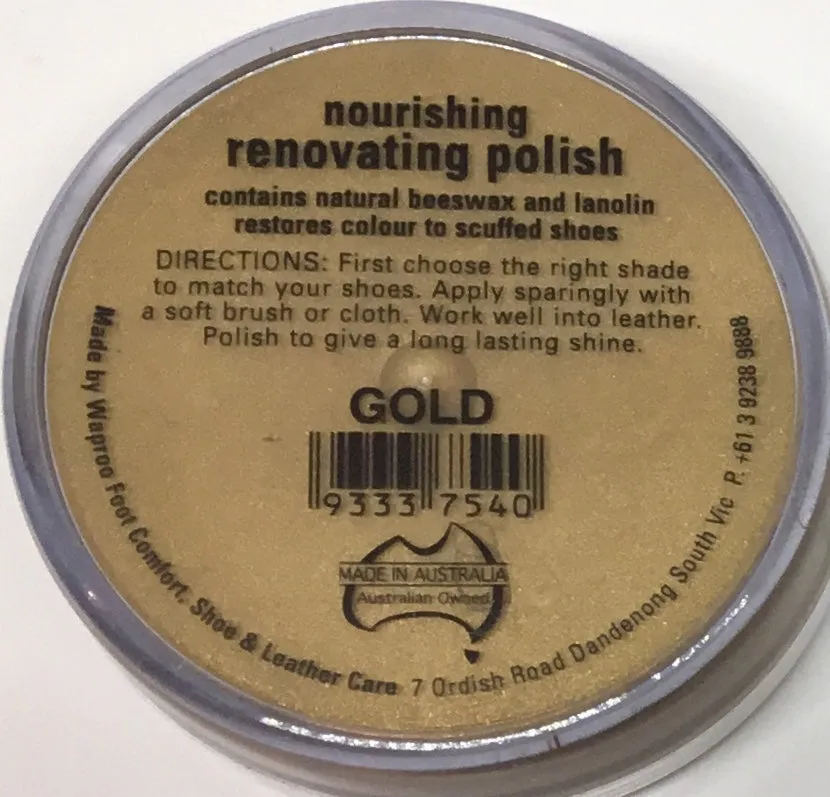 nourishing
renovating polish
contains natural beeswax and lanolin
restores colour to scuffed shoes
DIRECTIONS: First choose the right shade
to match your shoes. Apply sparingly with
a soft brush or cloth. Work well into leather.
Polish to give a long lasting shine.
GOLD
9333 7540
MADE IN AUSTRALIA
Australian Owned
Made by Waproo Foot Comfort, Shoe & Leather Care 7 Ordish Road Dandenong South Vic P. +61 3 9238 9888